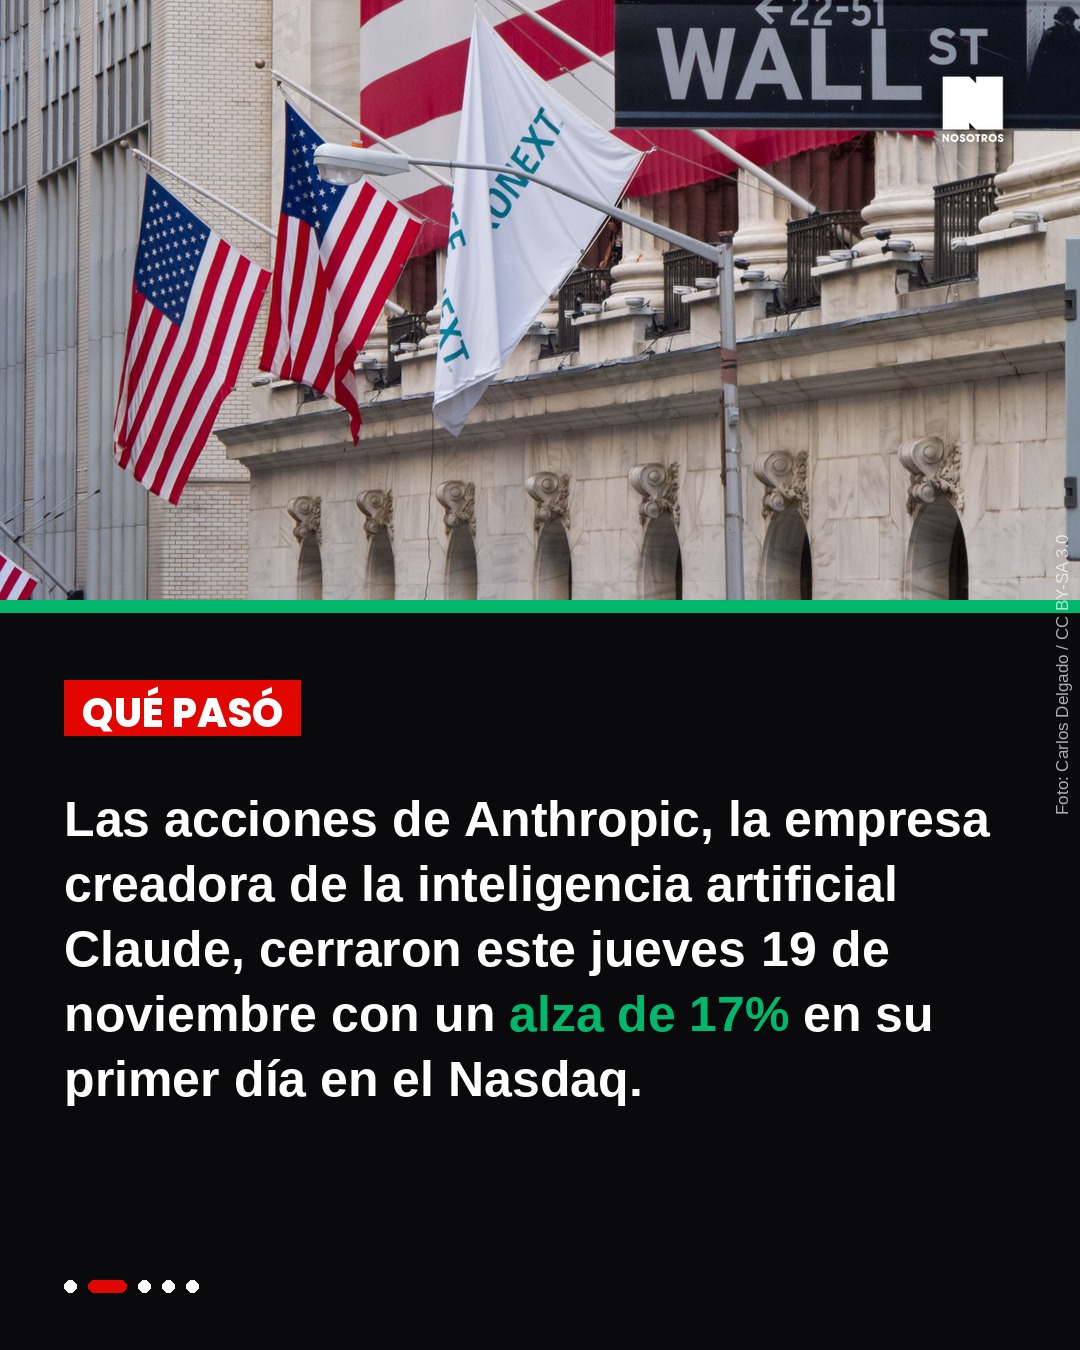 ←22-51
WALL ST
NOSOTROS
EXT
QUÉ PASÓ
Las acciones de Anthropic, la empresa
creadora de la inteligencia artificial
Claude, cerraron este jueves 19 de
noviembre con un alza de 17% en su
primer día en el Nasdaq.
Foto: Carlos Delgado / CC BY-SA 3.0